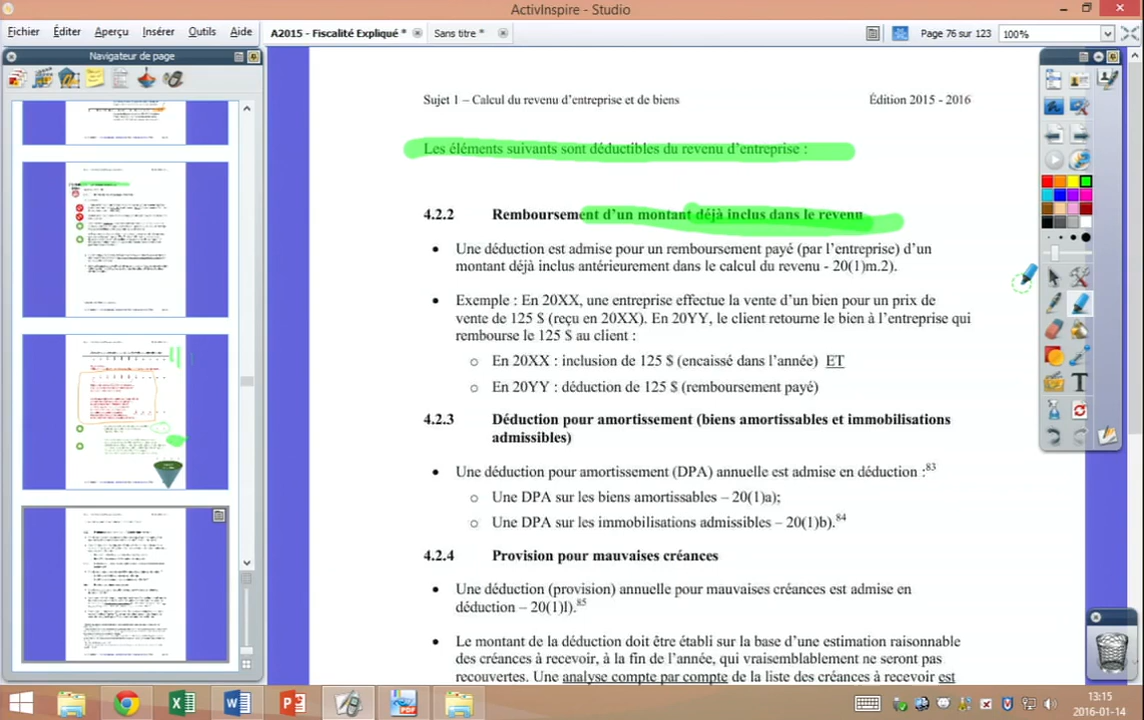 ActivInspire - Studio
Fichier Éditer Aperçu Insérer Outils Aide
A2015 - Fiscalité Expliqué *
Sans titre *
Page 76 sur 123
100%
Navigateur de page
Sujet 1 – Calcul du revenu d'entreprise et de biens
Édition 2015 - 2016
Les éléments suivants sont déductibles du revenu d'entreprise :
4.2.2 Remboursement d'un montant déjà inclus dans le revenu
• Une déduction est admise pour un remboursement payé (par l'entreprise) d'un
montant déjà inclus antérieurement dans le calcul du revenu - 20(1)m.2).
• Exemple : En 20XX, une entreprise effectue la vente d'un bien pour un prix de
vente de 125 $ (reçu en 20XX). En 20YY, le client retourne le bien à l'entreprise qui
rembourse le 125 $ au client :
o En 20XX : inclusion de 125 $ (encaissé dans l'année) ET
o En 20YY : déduction de 125 $ (remboursement payé)
4.2.3 Déduction pour amortissement (biens amortissables et immobilisations
admissibles)
• Une déduction pour amortissement (DPA) annuelle est admise en déduction :83
o Une DPA sur les biens amortissables – 20(1)a);
o Une DPA sur les immobilisations admissibles – 20(1)b).84
4.2.4 Provision pour mauvaises créances
• Une déduction (provision) annuelle pour mauvaises créances est admise en
déduction – 20(1)l).85
• Le montant de la déduction doit être établi sur la base d'une estimation raisonnable
des créances à recevoir, à la fin de l'année, qui vraisemblablement ne seront pas
recouvertes. Une analyse compte par compte de la liste des créances à recevoir est
13:15
2016-01-14